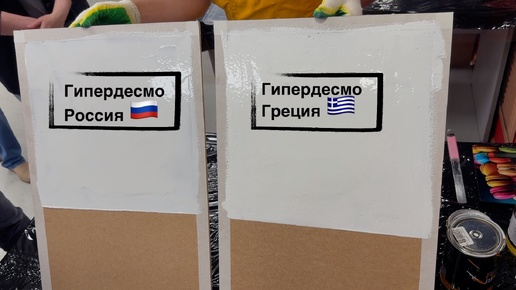 Гипердесмо
Россия 🇷🇺
Гипердесмо
Греция 🇬🇷